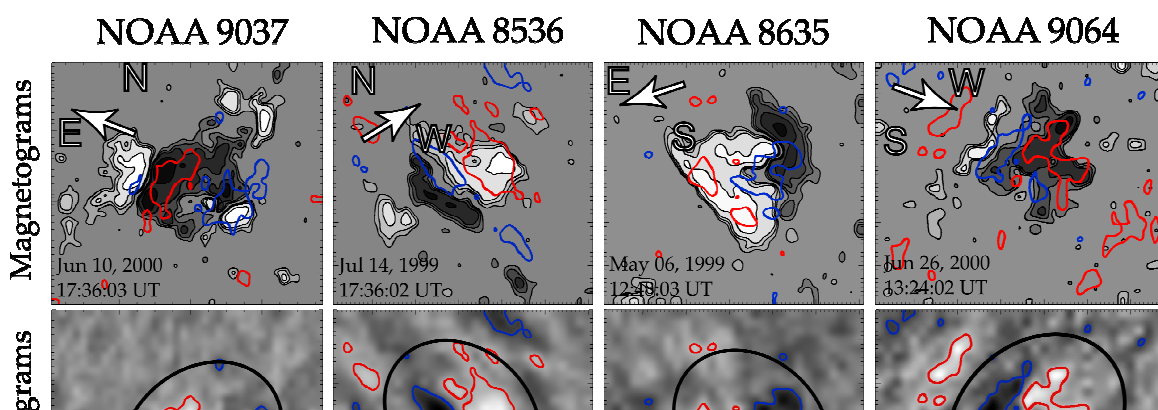 NOAA 9037 NOAA 8536 NOAA 8635 NOAA 9064
Magnetograms
N
E
Jun 10, 2000
17:36:03 UT
N
W
Jul 14, 1999
17:36:02 UT
E
S
May 06, 1999
12:48:03 UT
W
S
Jun 26, 2000
13:24:02 UT
grams